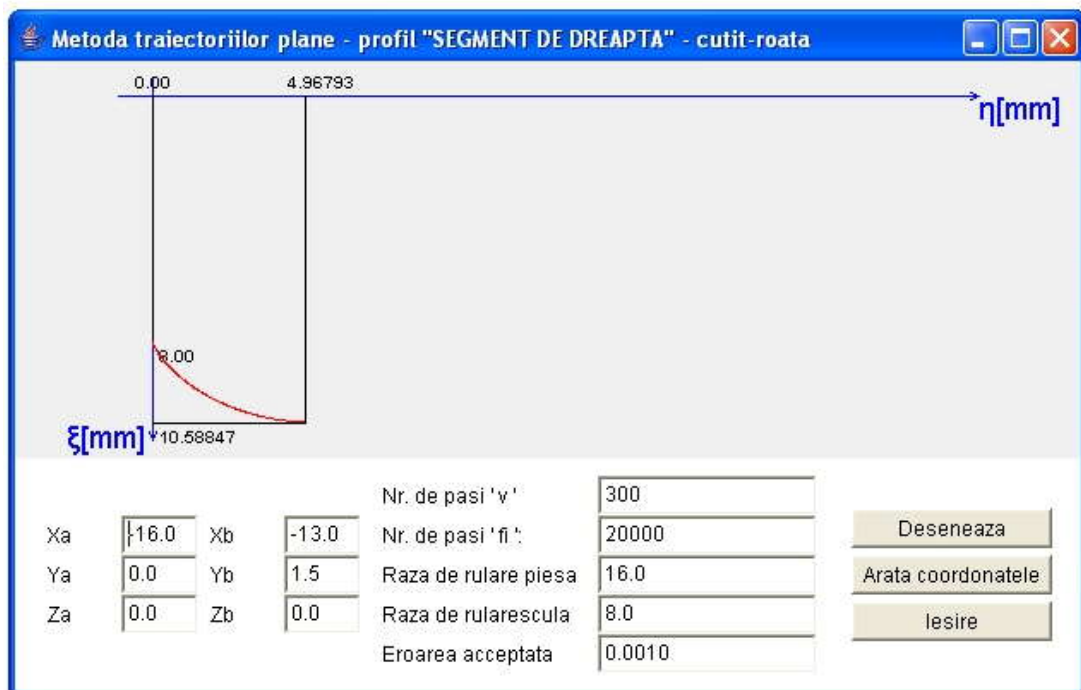 Metoda traiectoriilor plane - profil "SEGMENT DE DREAPTA" - cutit-roata
0.00 4.96793
η[mm]
8.00
ξ[mm] 10.58847
Nr. de pasi ' v ' 300
Xa -16.0 Xb -13.0 Nr. de pasi ' fi ': 20000 Deseneaza
Ya 0.0 Yb 1.5 Raza de rulare piesa 16.0 Arata coordonatele
Za 0.0 Zb 0.0 Raza de rularescula 8.0 Iesire
Eroarea acceptata 0.0010